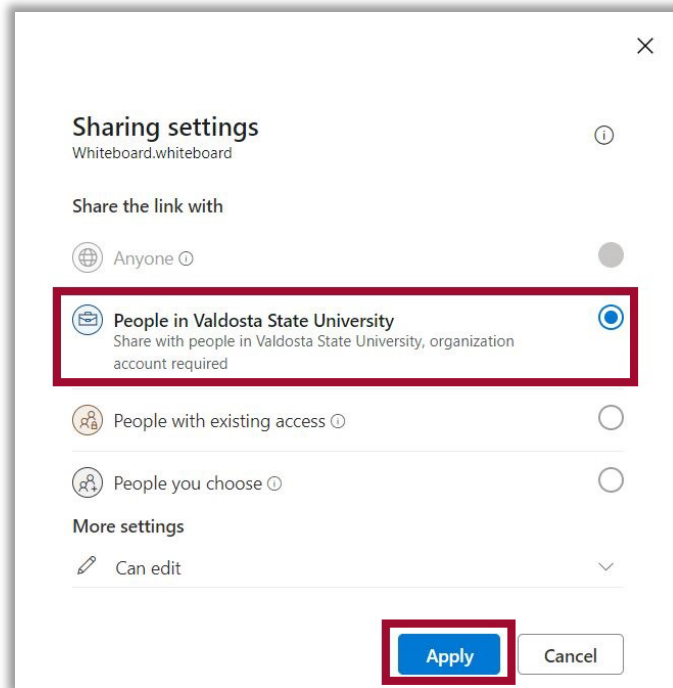 Sharing settings
Whiteboard.whiteboard
Share the link with
Anyone
People in Valdosta State University
Share with people in Valdosta State University, organization
account required
People with existing access
People you choose
More settings
Can edit
Apply
Cancel